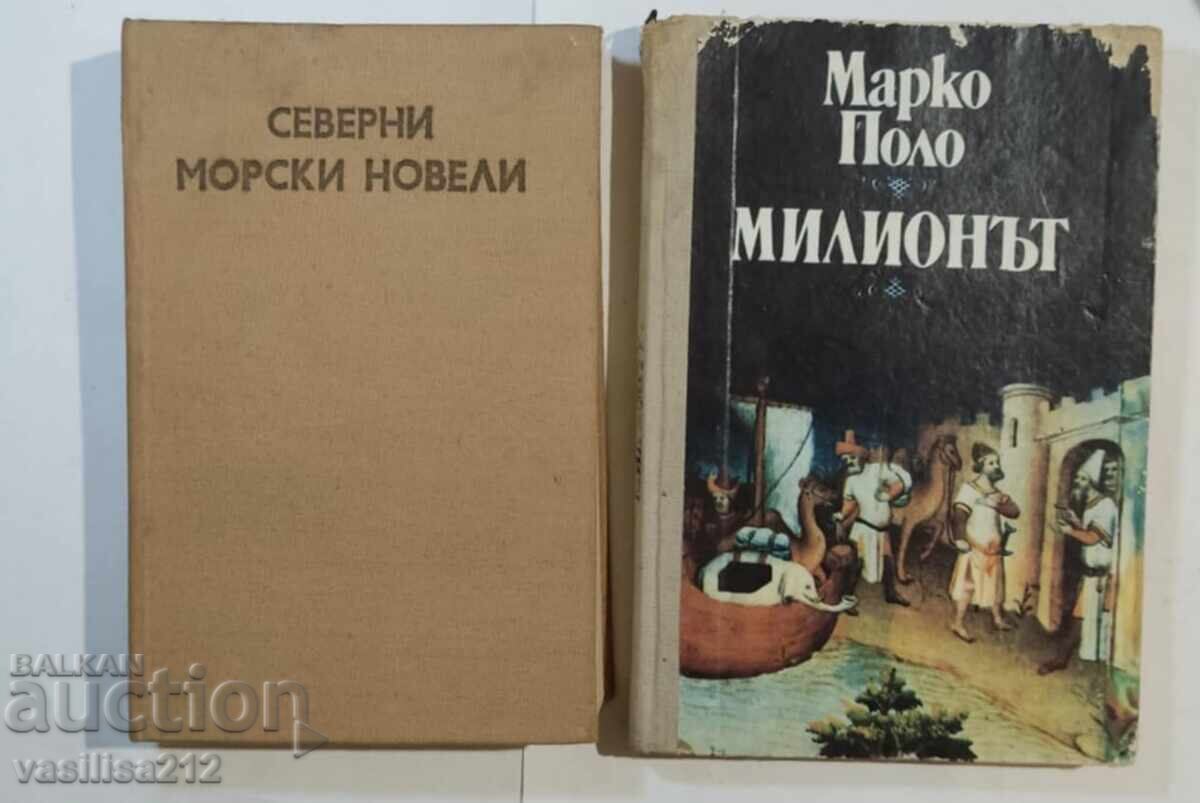 СЕВЕРНИ
МОРСКИ НОВЕЛИ
Марко
Поло
МИЛИОНЪТ
BALKAN
auction
vasilisa212